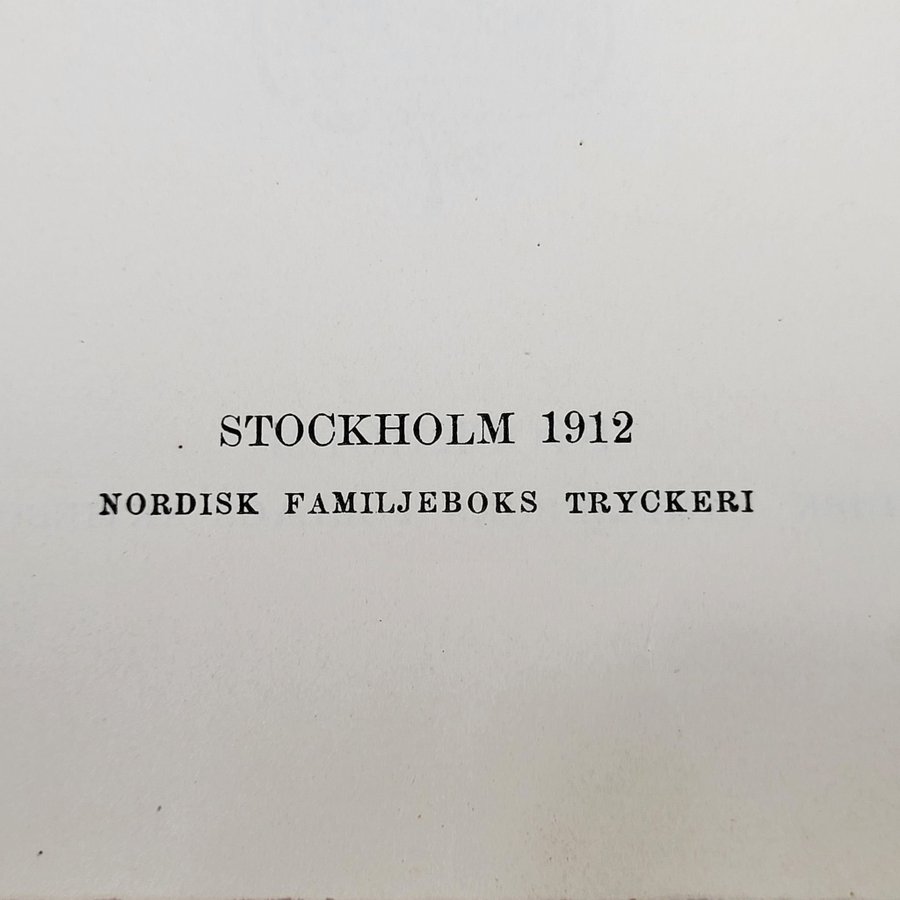 STOCKHOLM 1912
NORDISK FAMILJEBOKS TRYCKERI